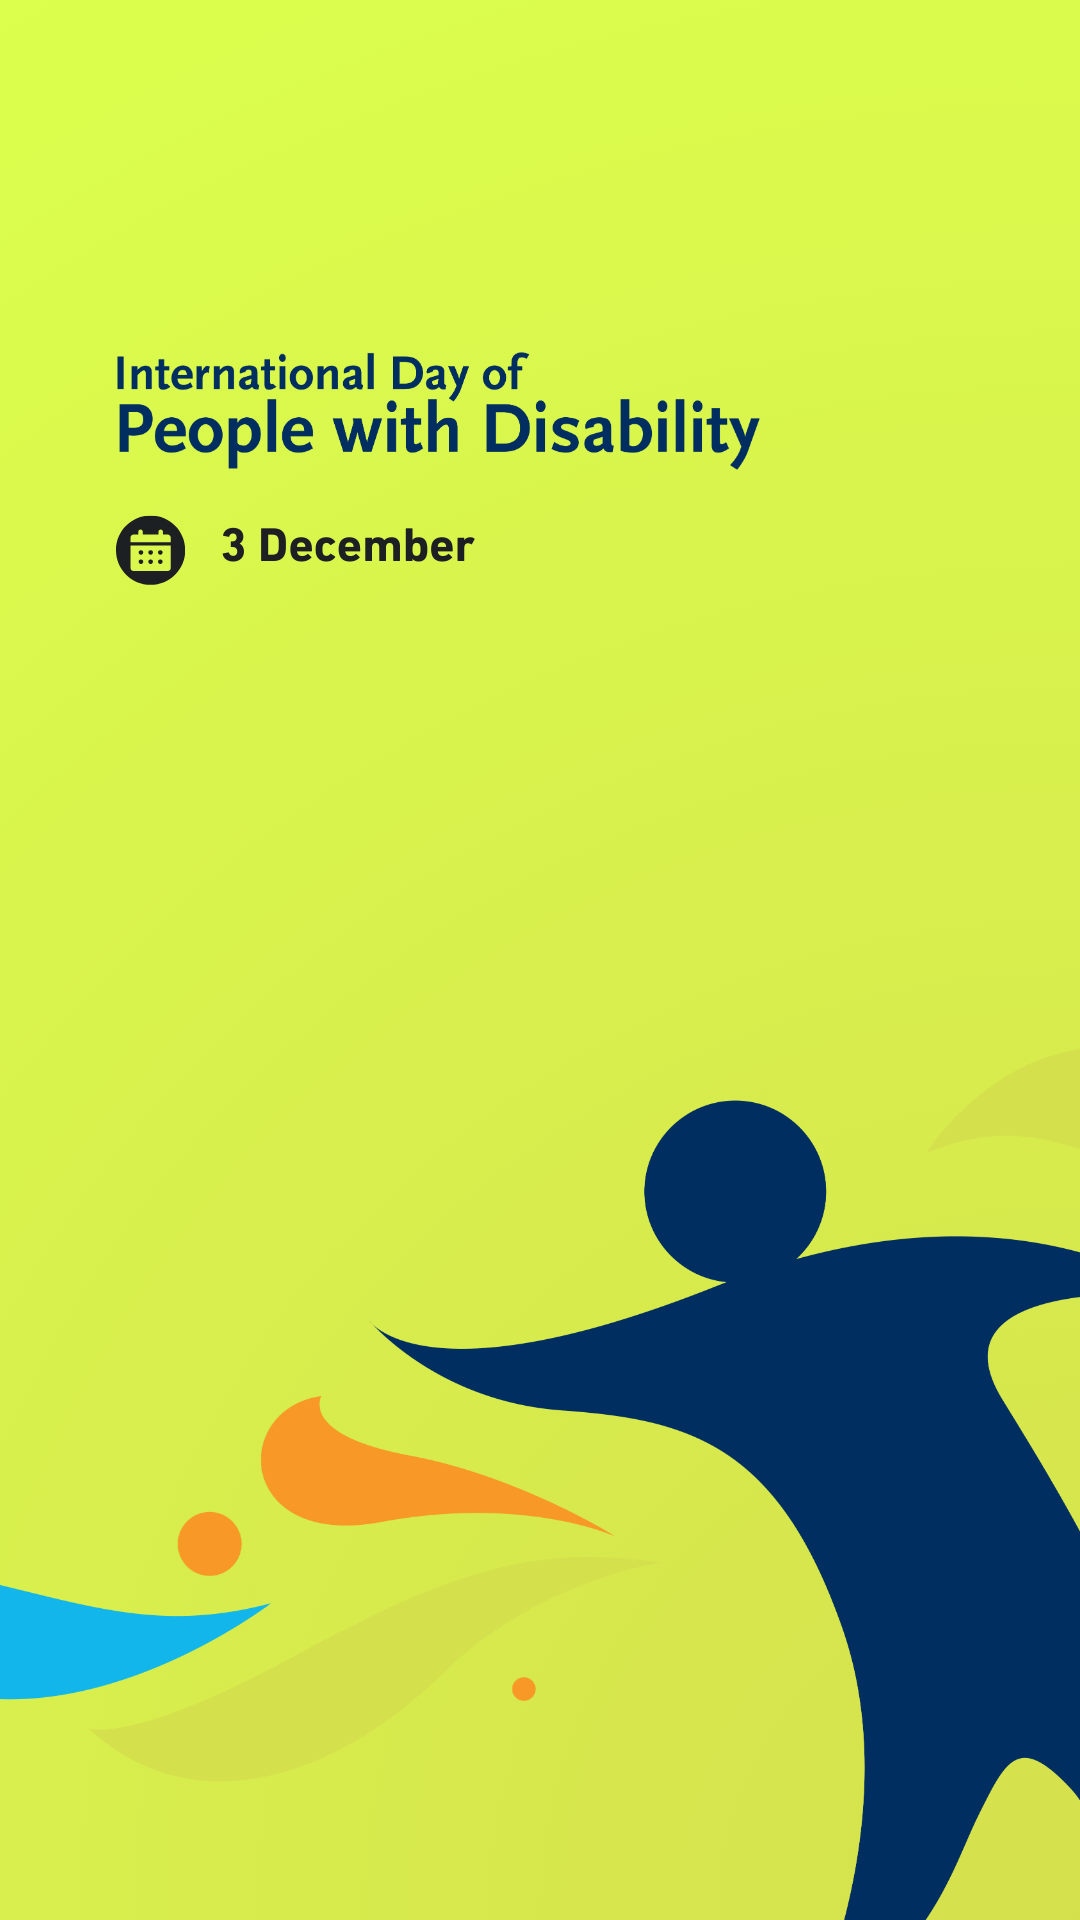 International Day of
People with Disability
3 December